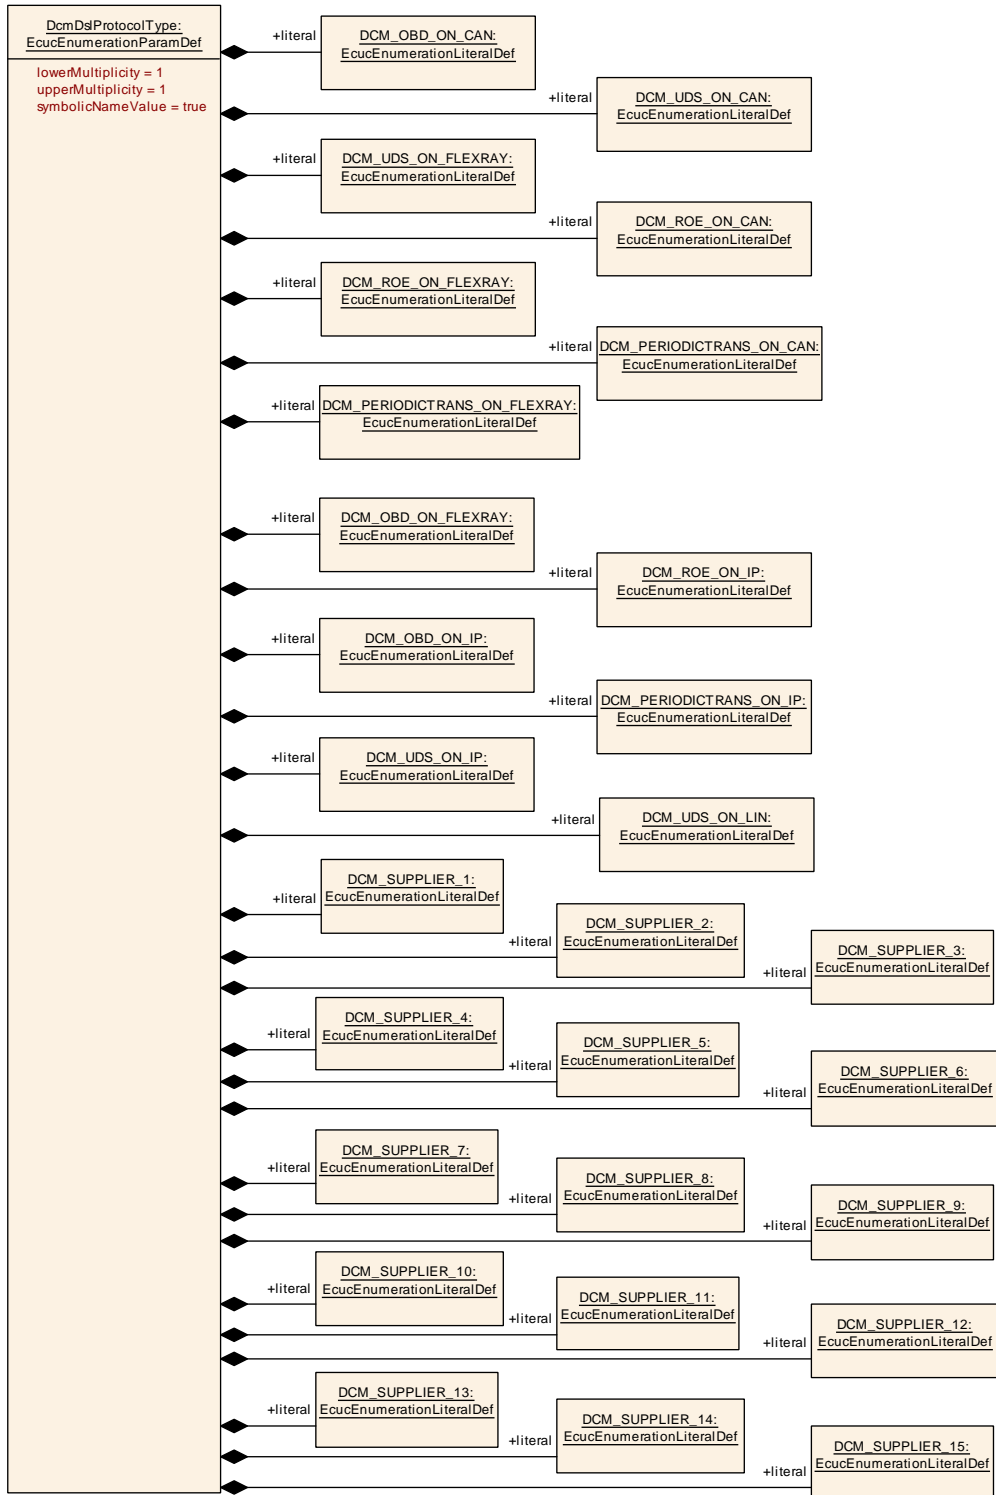 DcmDslProtocolType:
EcucEnumerationParamDef
lowerMultiplicity = 1
upperMultiplicity = 1
symbolicNameValue = true
+literal
DCM_OBD_ON_CAN:
EcucEnumerationLiteralDef
+literal
DCM_UDS_ON_CAN:
EcucEnumerationLiteralDef
+literal
DCM_UDS_ON_FLEXRAY:
EcucEnumerationLiteralDef
+literal
DCM_ROE_ON_CAN:
EcucEnumerationLiteralDef
+literal
DCM_ROE_ON_FLEXRAY:
EcucEnumerationLiteralDef
+literal
DCM_PERIODICTRANS_ON_CAN:
EcucEnumerationLiteralDef
+literal
DCM_PERIODICTRANS_ON_FLEXRAY:
EcucEnumerationLiteralDef
+literal
DCM_OBD_ON_FLEXRAY:
EcucEnumerationLiteralDef
+literal
DCM_ROE_ON_IP:
EcucEnumerationLiteralDef
+literal
DCM_OBD_ON_IP:
EcucEnumerationLiteralDef
+literal
DCM_PERIODICTRANS_ON_IP:
EcucEnumerationLiteralDef
+literal
DCM_UDS_ON_IP:
EcucEnumerationLiteralDef
+literal
DCM_UDS_ON_LIN:
EcucEnumerationLiteralDef
+literal
DCM_SUPPLIER_1:
EcucEnumerationLiteralDef
+literal
DCM_SUPPLIER_2:
EcucEnumerationLiteralDef
+literal
DCM_SUPPLIER_3:
EcucEnumerationLiteralDef
+literal
DCM_SUPPLIER_4:
EcucEnumerationLiteralDef
+literal
DCM_SUPPLIER_5:
EcucEnumerationLiteralDef
+literal
DCM_SUPPLIER_6:
EcucEnumerationLiteralDef
+literal
DCM_SUPPLIER_7:
EcucEnumerationLiteralDef
+literal
DCM_SUPPLIER_8:
EcucEnumerationLiteralDef
+literal
DCM_SUPPLIER_9:
EcucEnumerationLiteralDef
+literal
DCM_SUPPLIER_10:
EcucEnumerationLiteralDef
+literal
DCM_SUPPLIER_11:
EcucEnumerationLiteralDef
+literal
DCM_SUPPLIER_12:
EcucEnumerationLiteralDef
+literal
DCM_SUPPLIER_13:
EcucEnumerationLiteralDef
+literal
DCM_SUPPLIER_14:
EcucEnumerationLiteralDef
+literal
DCM_SUPPLIER_15:
EcucEnumerationLiteralDef